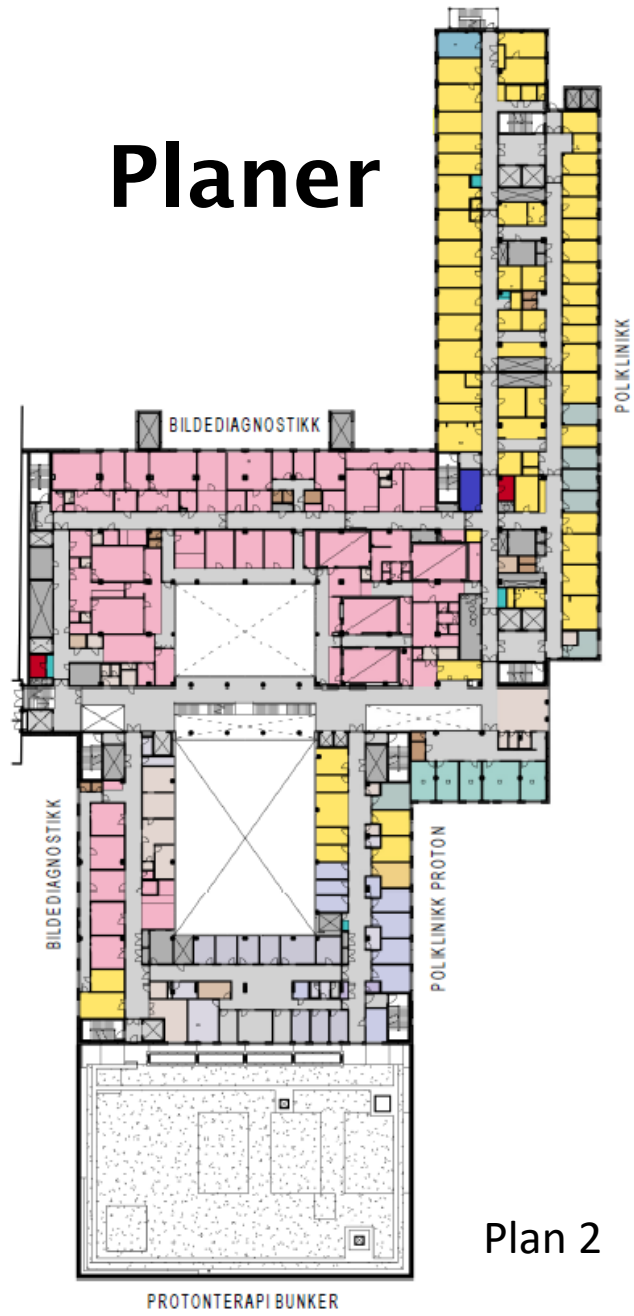 Planer
POLIKLINIKK
BILDEDIAGNOSTIKK
BILDEDIAGNOSTIKK
POLIKLINIKK PROTON
Plan 2
PROTONTERAPI BUNKER